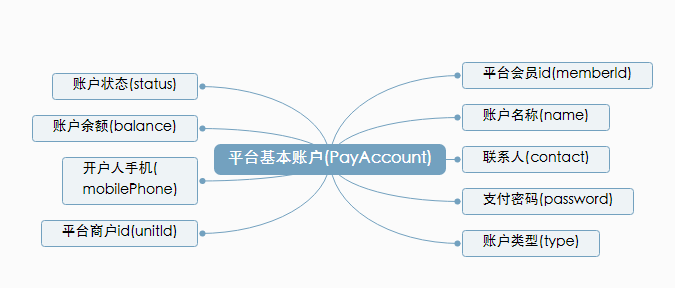 平台会员id(memberId)
账户状态(status)
账户名称(name)
账户余额(balance)
平台基本账户(PayAccount)
联系人(contact)
开户人手机(
mobilePhone)
支付密码(password)
平台商户id(unitId)
账户类型(type)